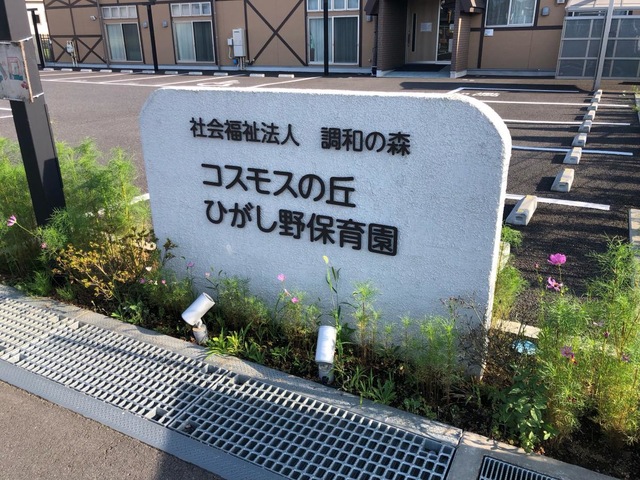 社会福祉法人 調和の森
コスモスの丘
ひがし野保育園